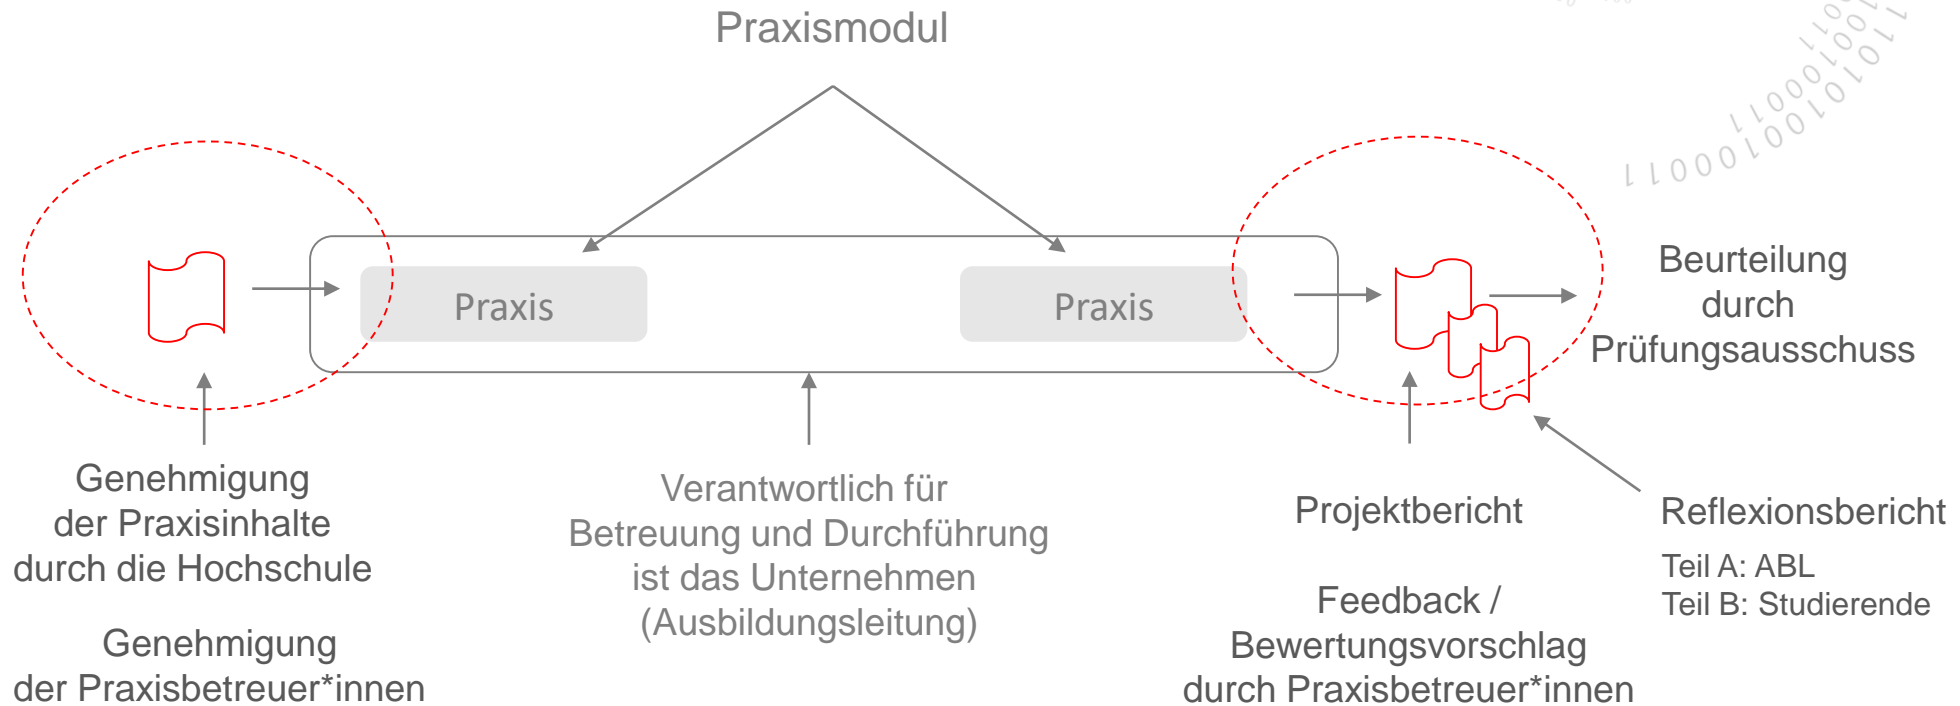 Praxismodul
Praxis
Praxis
Beurteilung
durch
Prüfungsausschuss
Genehmigung
der Praxisinhalte
durch die Hochschule
Genehmigung
der Praxisbetreuer*innen
Verantwortlich für
Betreuung und Durchführung
ist das Unternehmen
(Ausbildungsleitung)
Projektbericht
Feedback /
Bewertungsvorschlag
durch Praxisbetreuer*innen
Reflexionsbericht
Teil A: ABL
Teil B: Studierende